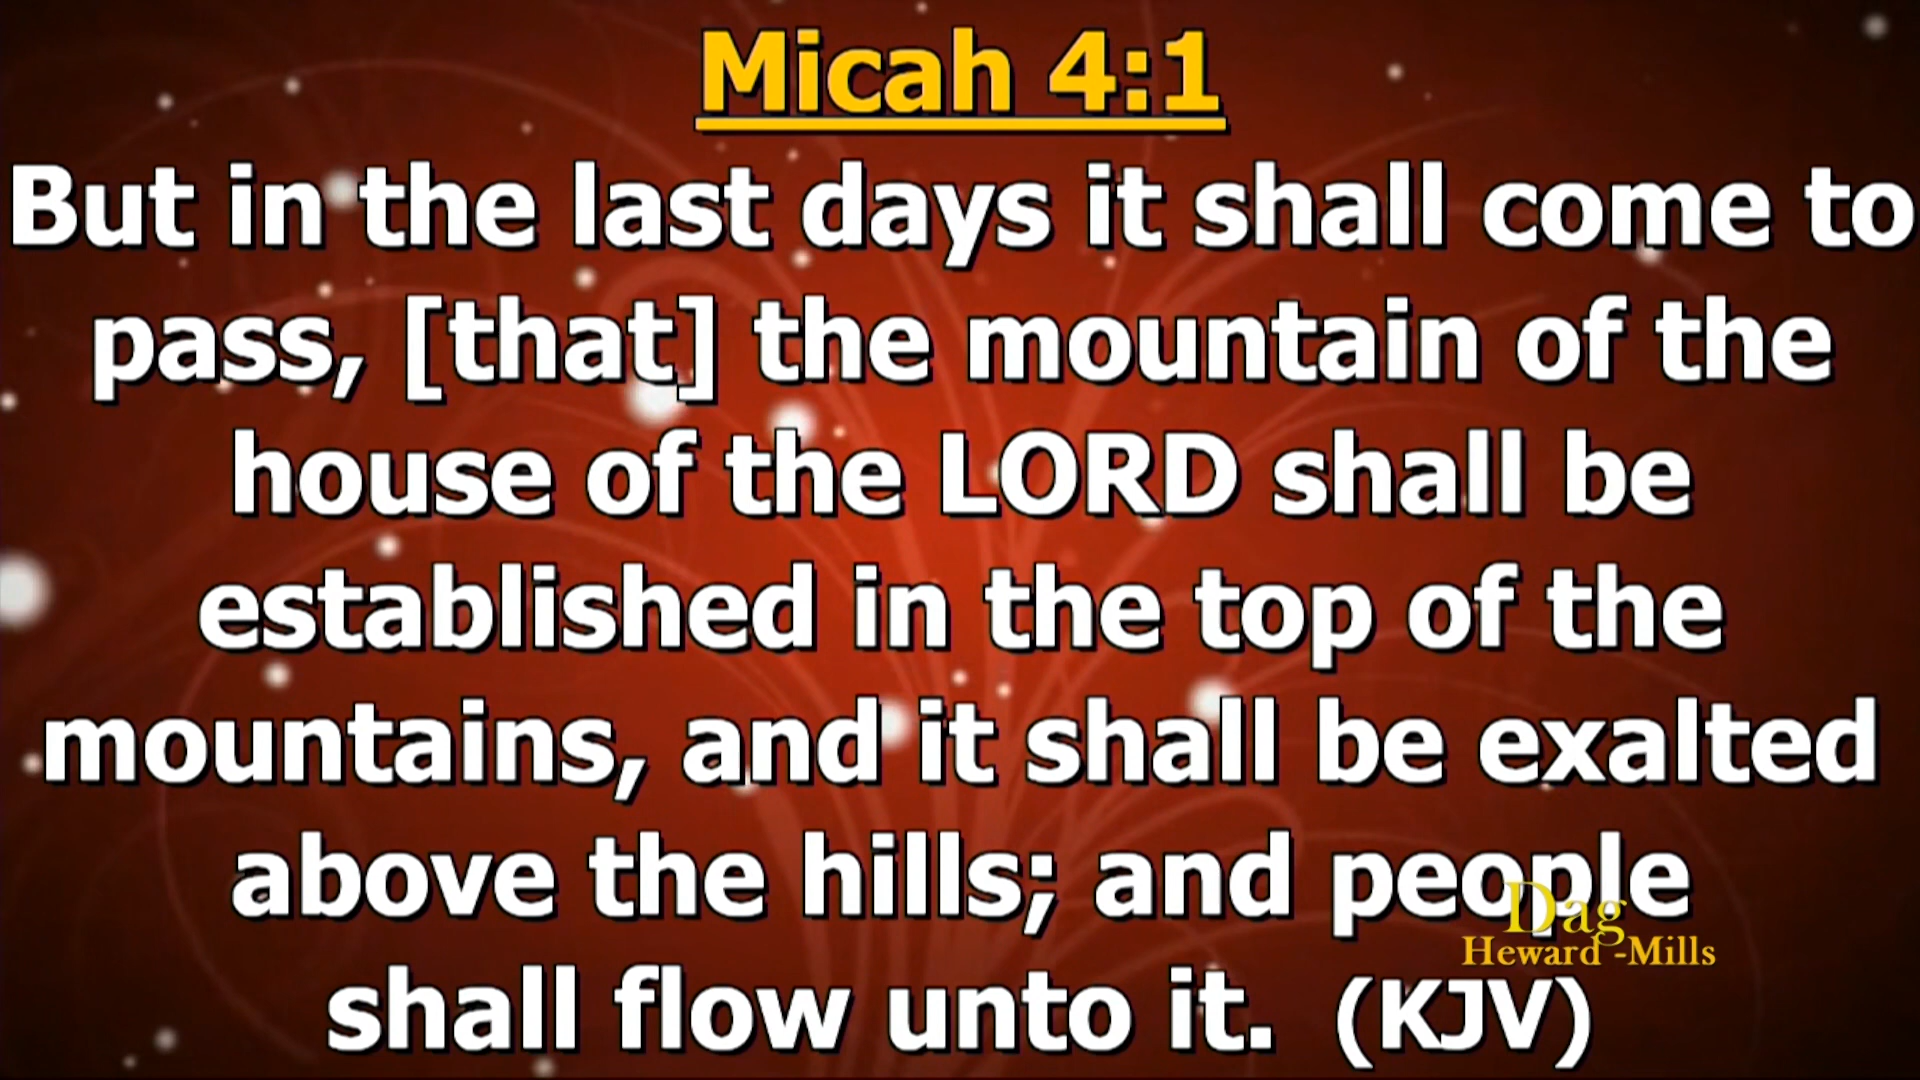 Micah 4:1
But in the last days it shall come to
pass, [that] the mountain of the
house of the LORD shall be
established in the top of the
mountains, and it shall be exalted
above the hills; and people
Dag
Heward-Mills
shall flow unto it. (KJV)